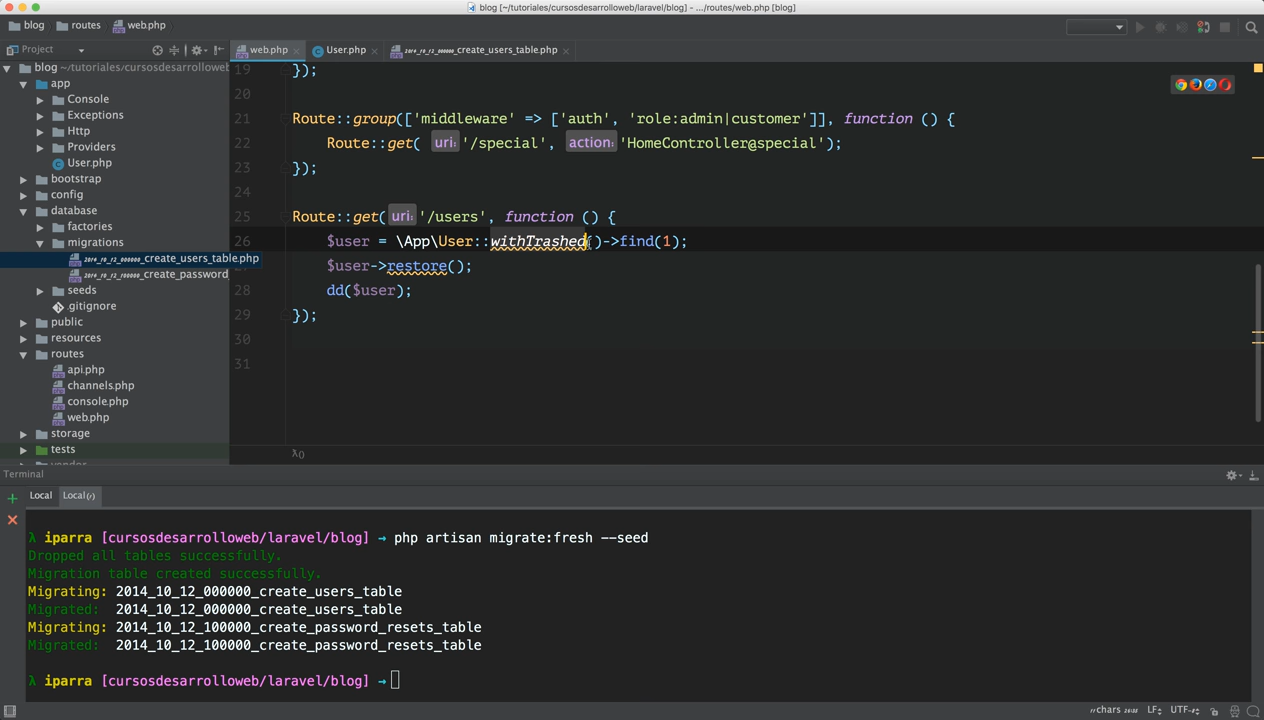 blog [~/tutoriales/cursosdesarrolloweb/laravel/blog] - .../routes/web.php [blog]
blog routes web.php
Project
web.php User.php 2014_10_12_000000_create_users_table.php
blog ~/tutoriales/cursosdesarrolloweb
app
Console
Exceptions
Http
Providers
User.php
bootstrap
config
database
factories
migrations
2014_10_12_000000_create_users_table.php
2014_10_12_100000_create_password
seeds
.gitignore
public
resources
routes
api.php
channels.php
console.php
web.php
storage
tests
vendor
19 });
20
21 Route::group(['middleware' => ['auth', 'role:admin|customer']], function () {
22 Route::get( uri: '/special', action: 'HomeController@special');
23 });
24
25 Route::get( uri: '/users', function () {
26 $user = \App\User::withTrashed()->find(1);
27 $user->restore();
28 dd($user);
29 });
30
31
λ()
Terminal
Local Local(1)
λ iparra [cursosdesarrolloweb/laravel/blog] → php artisan migrate:fresh --seed
Dropped all tables successfully.
Migration table created successfully.
Migrating: 2014_10_12_000000_create_users_table
Migrated: 2014_10_12_000000_create_users_table
Migrating: 2014_10_12_100000_create_password_resets_table
Migrated: 2014_10_12_100000_create_password_resets_table
λ iparra [cursosdesarrolloweb/laravel/blog] →
chars LF UTF-8